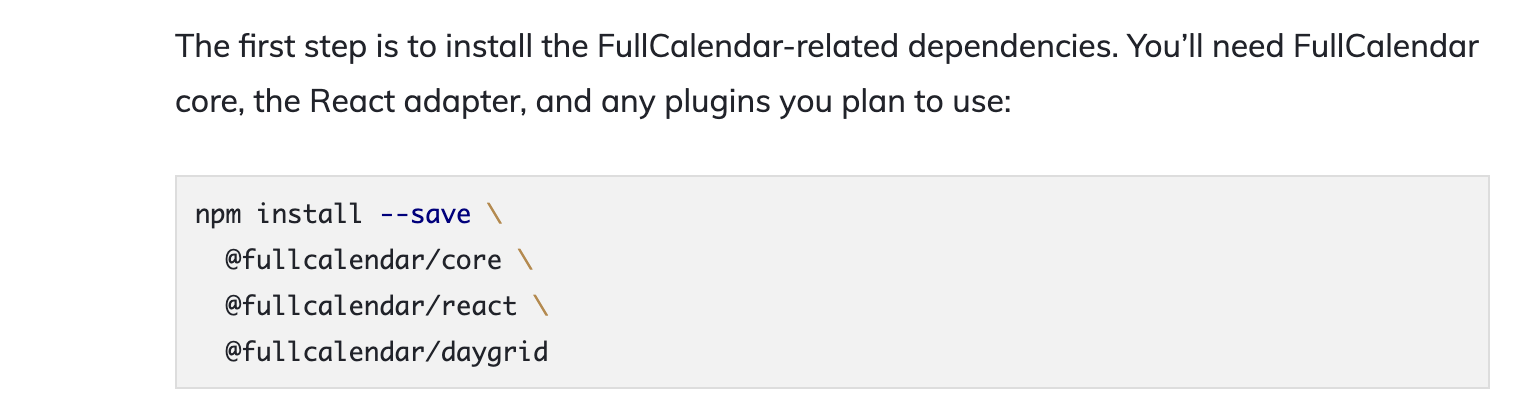 The first step is to install the FullCalendar-related dependencies. You’ll need FullCalendar
core, the React adapter, and any plugins you plan to use:
npm install --save \
  @fullcalendar/core \
  @fullcalendar/react \
  @fullcalendar/daygrid